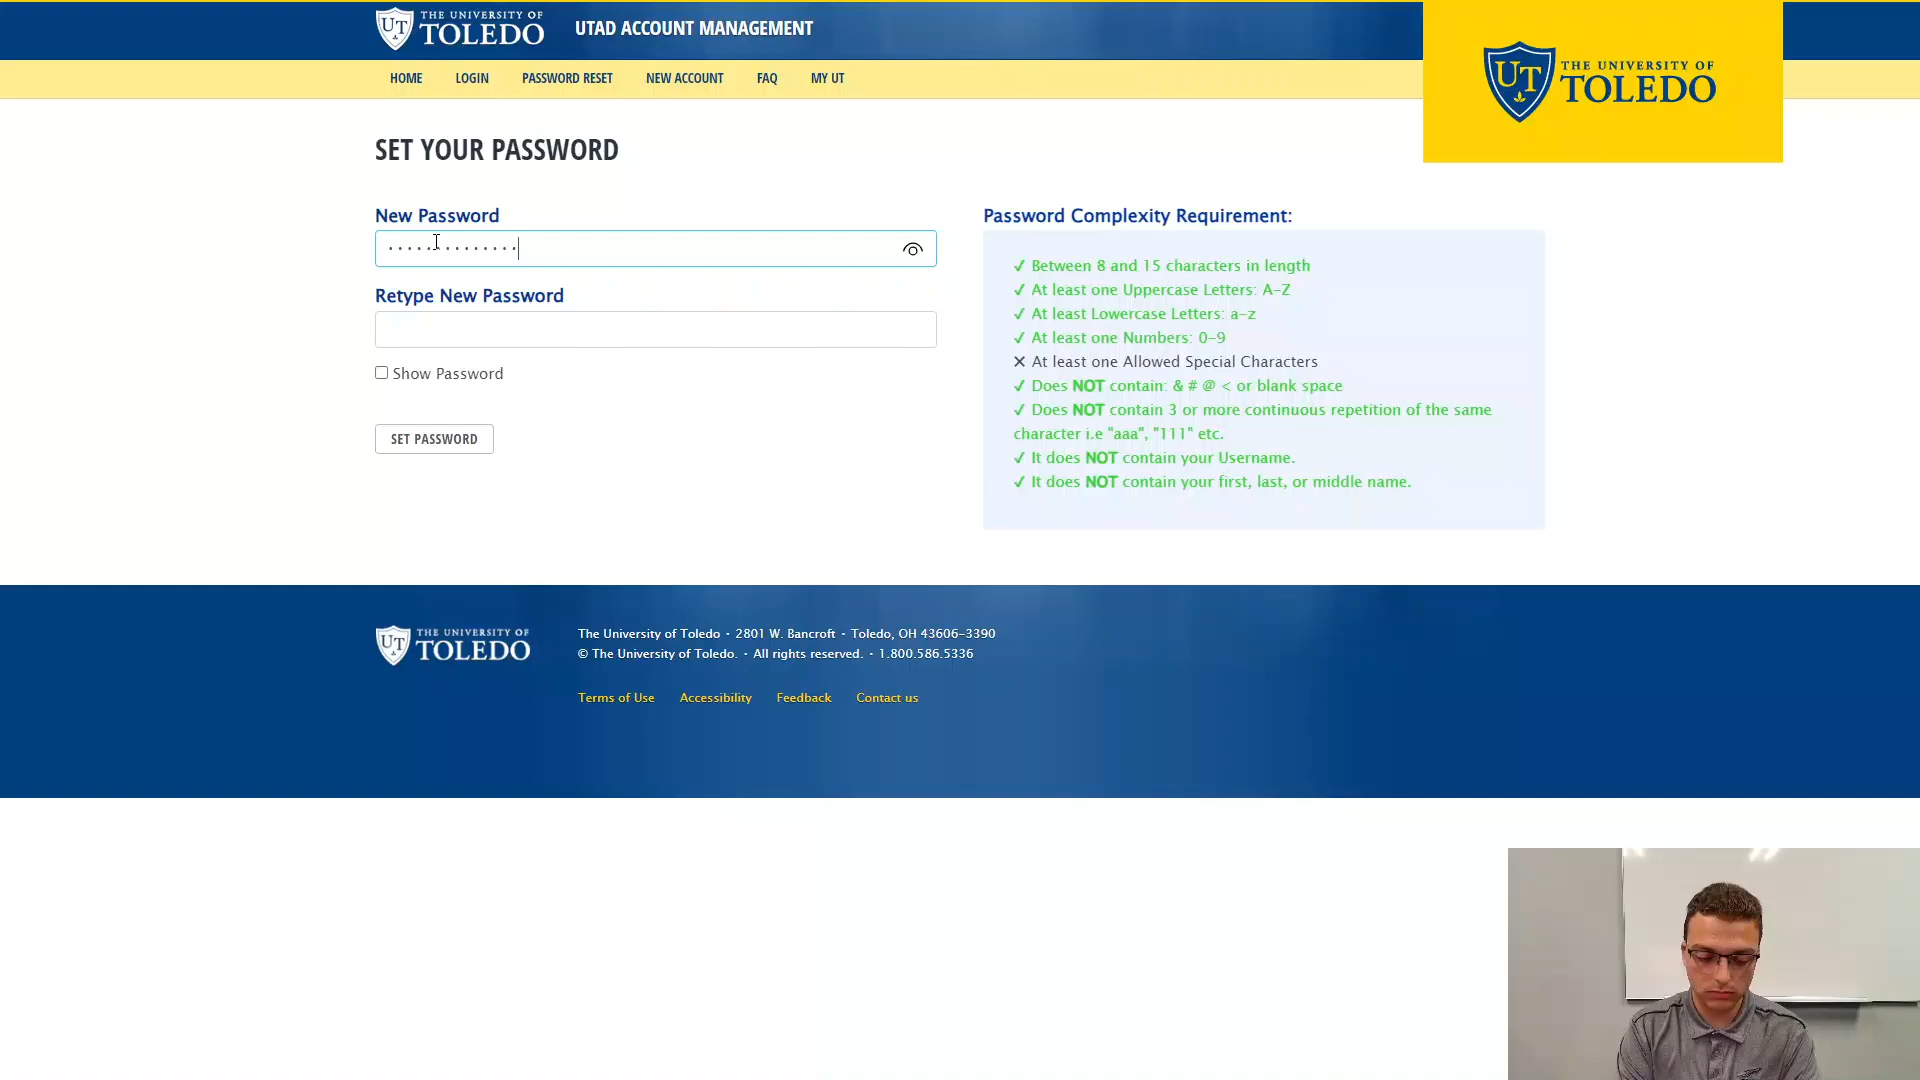 THE UNIVERSITY OF
TOLEDO
UT
UTAD ACCOUNT MANAGEMENT
THE UNIVERSITY OF
TOLEDO
UT
HOME LOGIN PASSWORD RESET NEW ACCOUNT FAQ MY UT
SET YOUR PASSWORD
New Password
Retype New Password
Show Password
SET PASSWORD
Password Complexity Requirement:
✓ Between 8 and 15 characters in length
✓ At least one Uppercase Letters: A-Z
✓ At least Lowercase Letters: a-z
✓ At least one Numbers: 0-9
✕ At least one Allowed Special Characters
✓ Does NOT contain: & # @ < or blank space
✓ Does NOT contain 3 or more continuous repetition of the same
character i.e "aaa", "111" etc.
✓ It does NOT contain your Username.
✓ It does NOT contain your first, last, or middle name.
UT
THE UNIVERSITY OF
TOLEDO
The University of Toledo • 2801 W. Bancroft • Toledo, OH 43606-3390
© The University of Toledo. • All rights reserved. • 1.800.586.5336
Terms of Use Accessibility Feedback Contact us